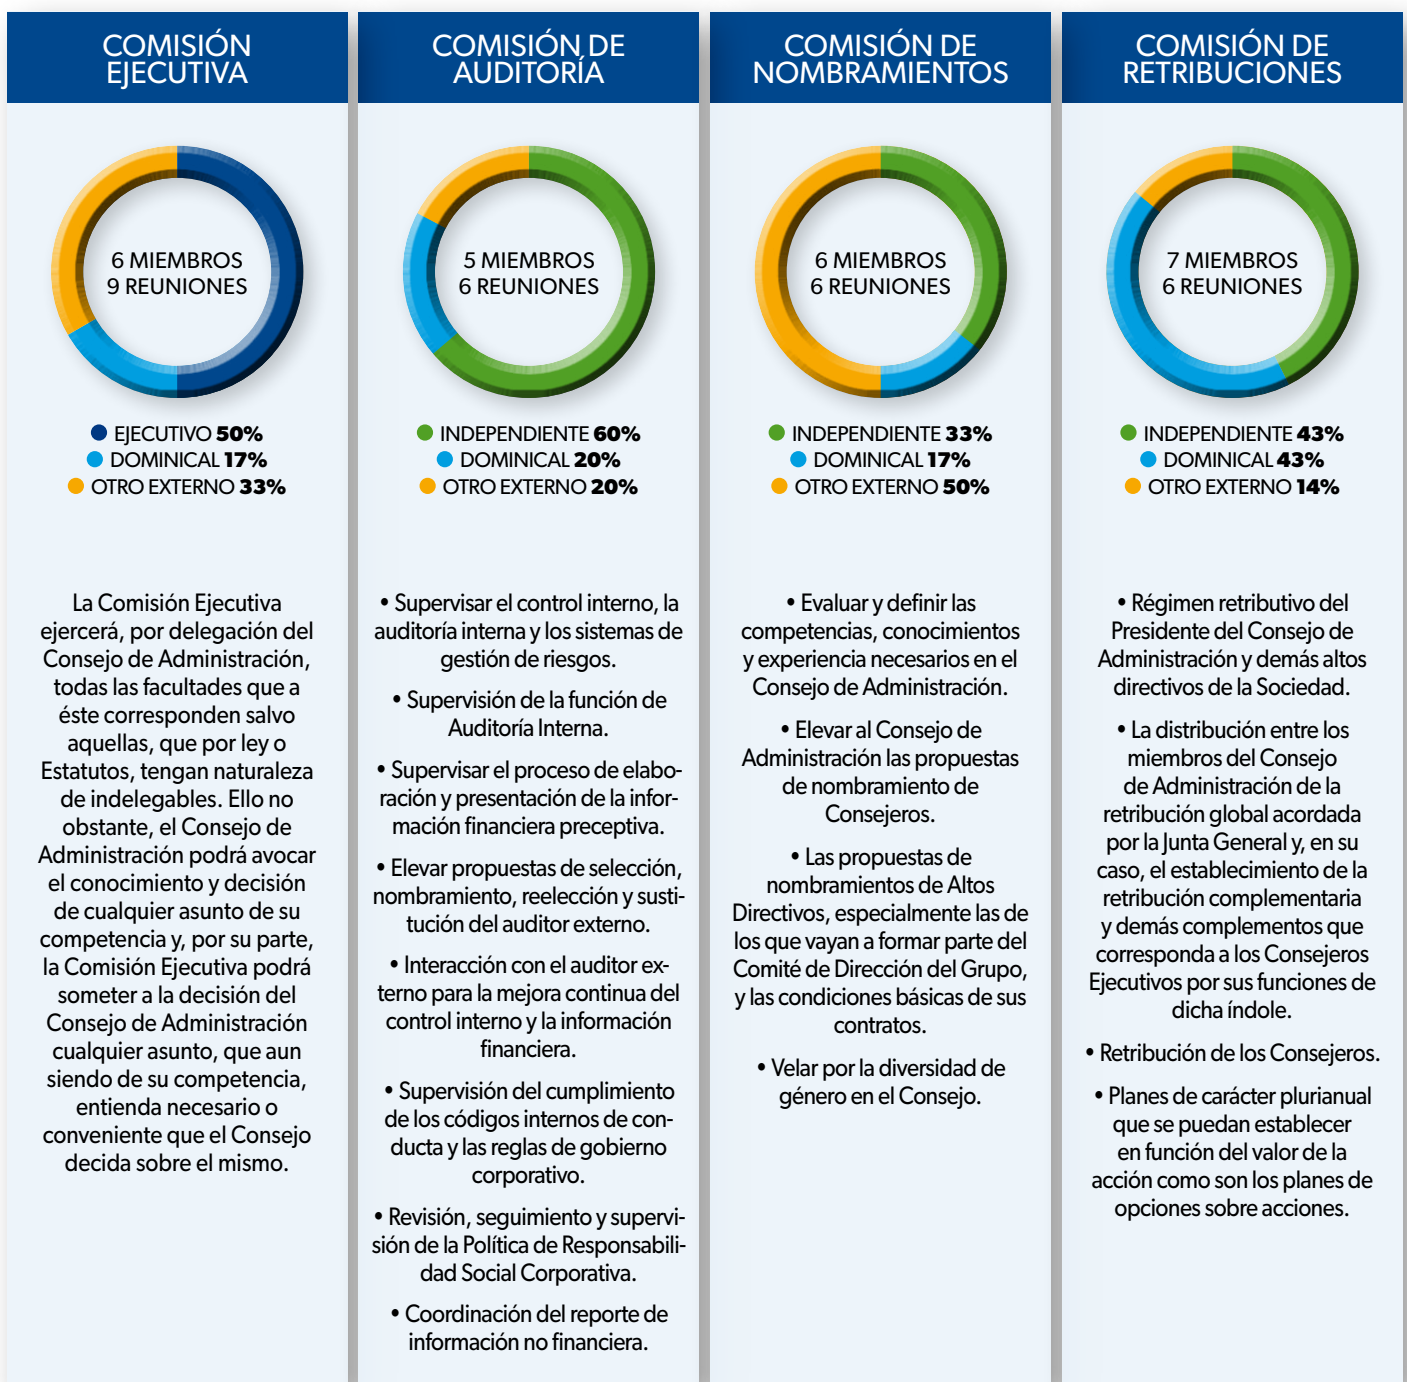 COMISIÓN
EJECUTIVA
6 MIEMBROS
9 REUNIONES
EJECUTIVO 50%
DOMINICAL 17%
OTRO EXTERNO 33%
La Comisión Ejecutiva
ejercerá, por delegación del
Consejo de Administración,
todas las facultades que a
éste corresponden salvo
aquellas, que por ley o
Estatutos, tengan naturaleza
de indelegables. Ello no
obstante, el Consejo de
Administración podrá avocar
el conocimiento y decisión
de cualquier asunto de su
competencia y, por su parte,
la Comisión Ejecutiva podrá
someter a la decisión del
Consejo de Administración
cualquier asunto, que aun
siendo de su competencia,
entienda necesario o
conveniente que el Consejo
decida sobre el mismo.
COMISIÓN DE
AUDITORÍA
5 MIEMBROS
6 REUNIONES
INDEPENDIENTE 60%
DOMINICAL 20%
OTRO EXTERNO 20%
• Supervisar el control interno, la
auditoría interna y los sistemas de
gestión de riesgos.
• Supervisión de la función de
Auditoría Interna.
• Supervisar el proceso de elabo-
ración y presentación de la infor-
mación financiera preceptiva.
• Elevar propuestas de selección,
nombramiento, reelección y susti-
tución del auditor externo.
• Interacción con el auditor ex-
terno para la mejora continua del
control interno y la información
financiera.
• Supervisión del cumplimiento
de los códigos internos de con-
ducta y las reglas de gobierno
corporativo.
• Revisión, seguimiento y supervi-
sión de la Política de Responsabili-
dad Social Corporativa.
• Coordinación del reporte de
información no financiera.
COMISIÓN DE
NOMBRAMIENTOS
6 MIEMBROS
6 REUNIONES
INDEPENDIENTE 33%
DOMINICAL 17%
OTRO EXTERNO 50%
• Evaluar y definir las
competencias, conocimientos
y experiencia necesarios en el
Consejo de Administración.
• Elevar al Consejo de
Administración las propuestas
de nombramiento de
Consejeros.
• Las propuestas de
nombramientos de Altos
Directivos, especialmente las de
los que vayan a formar parte del
Comité de Dirección del Grupo,
y las condiciones básicas de sus
contratos.
• Velar por la diversidad de
género en el Consejo.
COMISIÓN DE
RETRIBUCIONES
7 MIEMBROS
6 REUNIONES
INDEPENDIENTE 43%
DOMINICAL 43%
OTRO EXTERNO 14%
• Régimen retributivo del
Presidente del Consejo de
Administración y demás altos
directivos de la Sociedad.
• La distribución entre los
miembros del Consejo
de Administración de la
retribución global acordada
por la Junta General y, en su
caso, el establecimiento de la
retribución complementaria
y demás complementos que
corresponda a los Consejeros
Ejecutivos por sus funciones de
dicha índole.
• Retribución de los Consejeros.
• Planes de carácter plurianual
que se puedan establecer
en función del valor de la
acción como son los planes de
opciones sobre acciones.